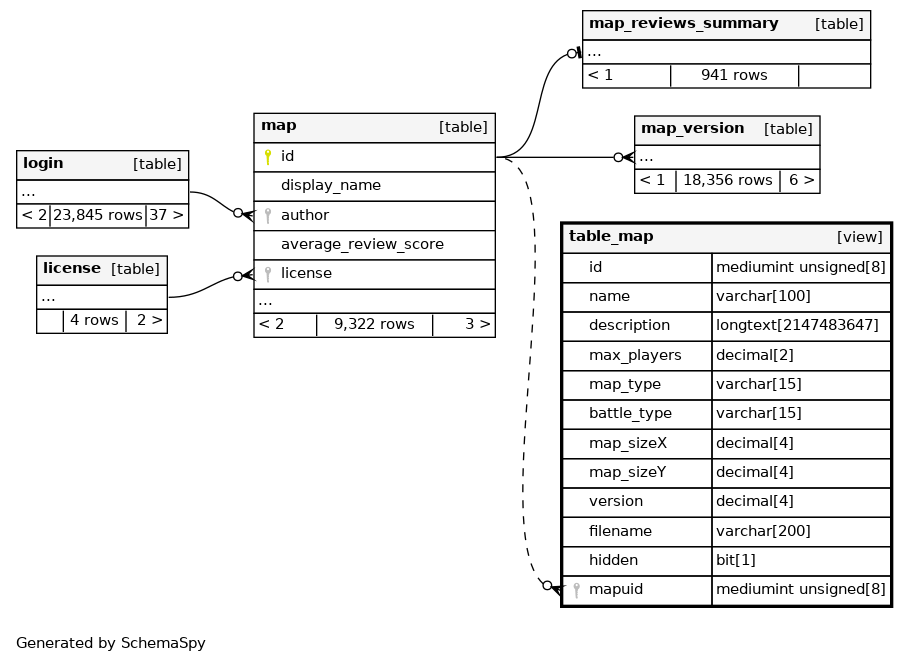 map_reviews_summary [table]
...
< 1 941 rows
map [table]
id
display_name
author
average_review_score
license
...
< 2 9,322 rows 3 >
map_version [table]
...
< 1 18,356 rows 6 >
login [table]
...
< 2 23,845 rows 37 >
license [table]
...
4 rows 2 >
table_map [view]
id mediumint unsigned[8]
name varchar[100]
description longtext[2147483647]
max_players decimal[2]
map_type varchar[15]
battle_type varchar[15]
map_sizeX decimal[4]
map_sizeY decimal[4]
version decimal[4]
filename varchar[200]
hidden bit[1]
mapuid mediumint unsigned[8]
Generated by SchemaSpy